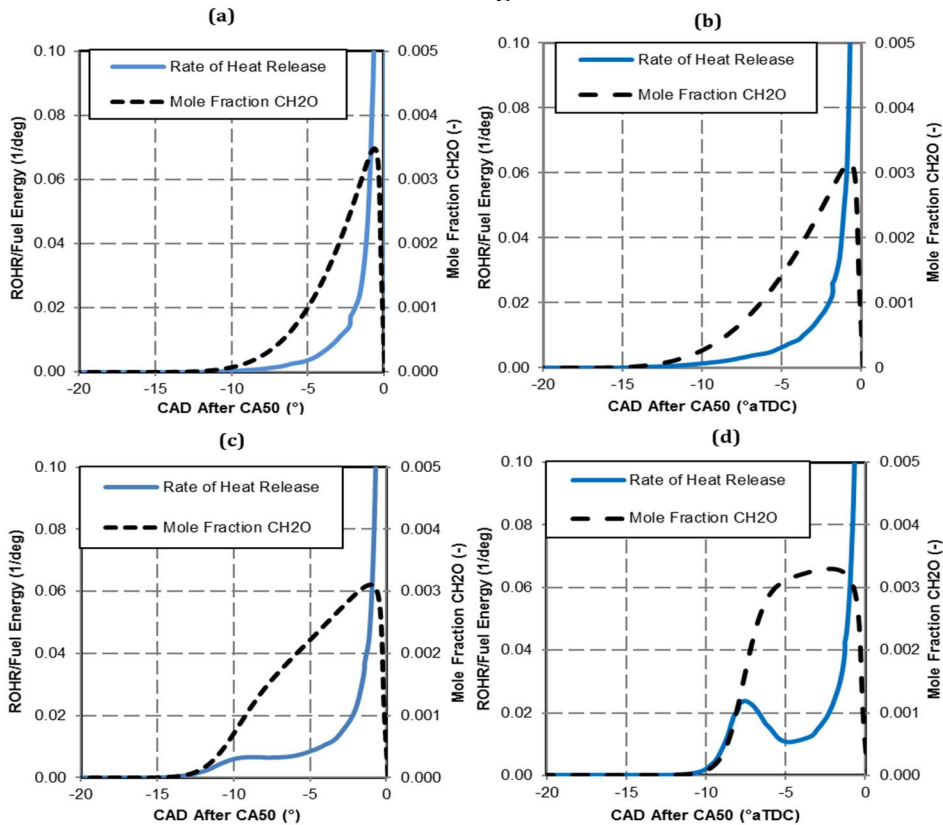 (a)
Rate of Heat Release
Mole Fraction CH2O
ROHR/Fuel Energy (1/deg)
0.10
0.08
0.06
0.04
0.02
0.00
Mole Fraction CH2O (-)
0.005
0.004
0.003
0.002
0.001
0.000
-20
-15
-10
-5
0
CAD After CA50 (°)
(b)
Rate of Heat Release
Mole Fraction CH2O
ROHR/Fuel Energy (1/deg)
0.10
0.08
0.06
0.04
0.02
0.00
Mole Fraction CH2O (-)
0.005
0.004
0.003
0.002
0.001
0
-20
-15
-10
-5
0
CAD After CA50 (°aTDC)
(c)
Rate of Heat Release
Mole Fraction CH2O
ROHR/Fuel Energy (1/deg)
0.10
0.08
0.06
0.04
0.02
0.00
Mole Fraction CH2O (-)
0.005
0.004
0.003
0.002
0.001
0.000
-20
-15
-10
-5
0
CAD After CA50 (°)
(d)
Rate of Heat Release
Mole Fraction CH2O
ROHR/Fuel Energy (1/deg)
0.10
0.08
0.06
0.04
0.02
0.00
Mole Fraction CH2O (-)
0.005
0.004
0.003
0.002
0.001
0.000
-20
-15
-10
-5
0
CAD After CA50 (°aTDC)